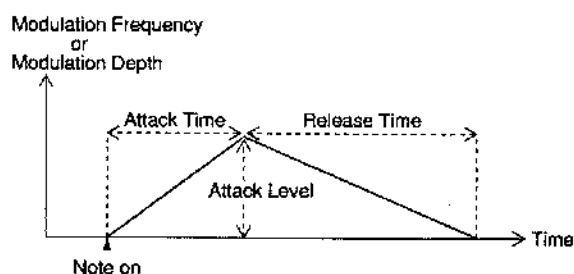 Modulation Frequency
or
Modulation Depth
Attack Time
Release Time
Attack Level
Time
Note on